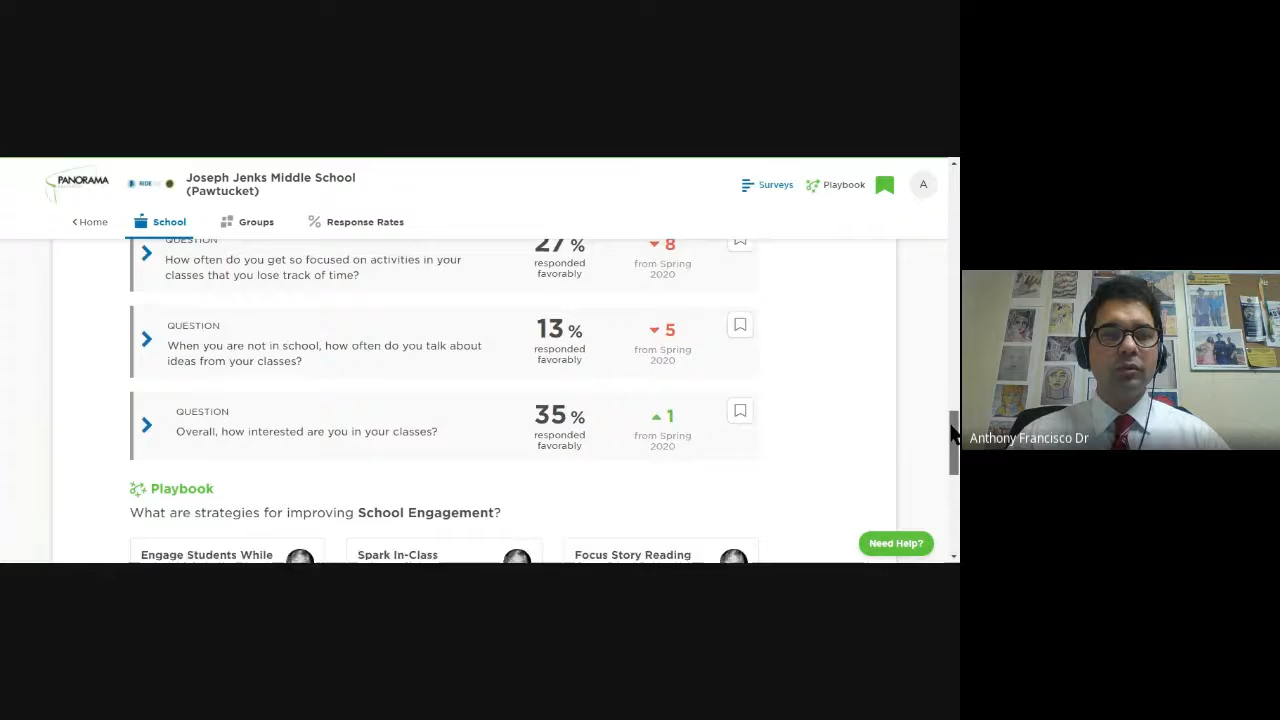 PANORAMA
RIDE
Joseph Jenks Middle School
(Pawtucket)
Surveys
Playbook
A
Home
School
Groups
Response Rates
QUESTION
How often do you get so focused on activities in your
classes that you lose track of time?
27 %
responded
favorably
8
from Spring
2020
QUESTION
When you are not in school, how often do you talk about
ideas from your classes?
13 %
responded
favorably
5
from Spring
2020
QUESTION
Overall, how interested are you in your classes?
35 %
responded
favorably
1
from Spring
2020
Playbook
What are strategies for improving School Engagement?
Engage Students While
Spark In-Class
Focus Story Reading
Need Help?
Anthony Francisco Dr